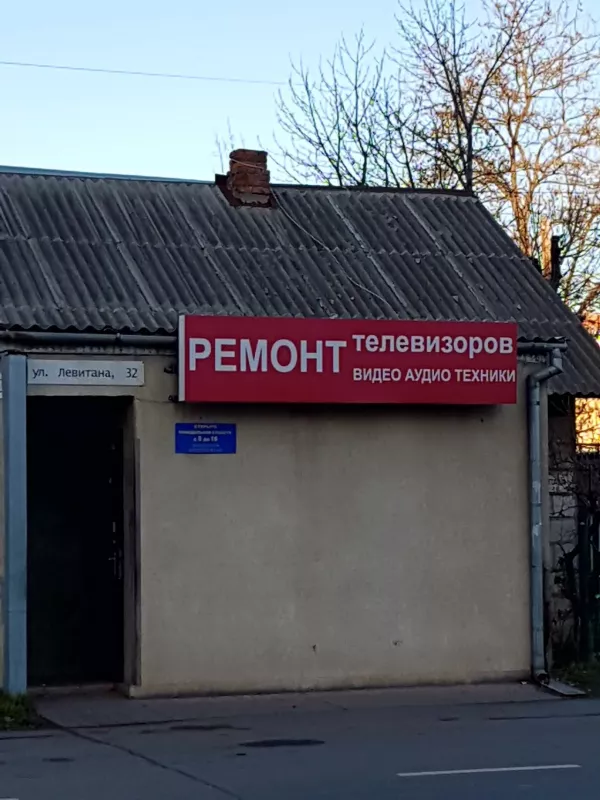 РЕМОНТ телевизоров
ВИДЕО АУДИО ТЕХНИКИ
ул. Левитана, 32